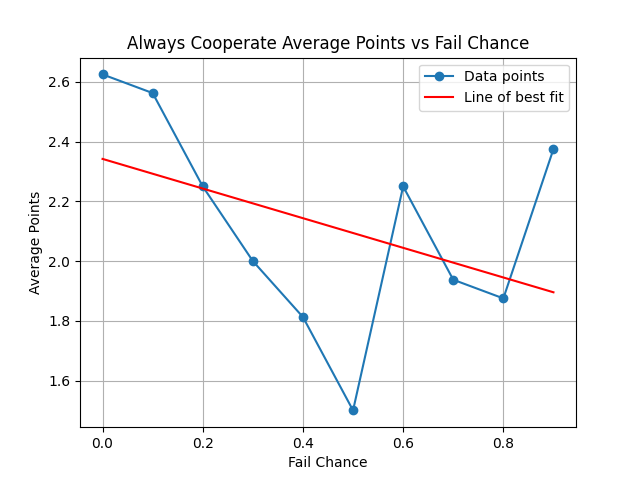 Always Cooperate Average Points vs Fail Chance
Data points
Line of best fit
2.6
2.4
2.2
2.0
1.8
1.6
Average Points
0.0 0.2 0.4 0.6 0.8
Fail Chance